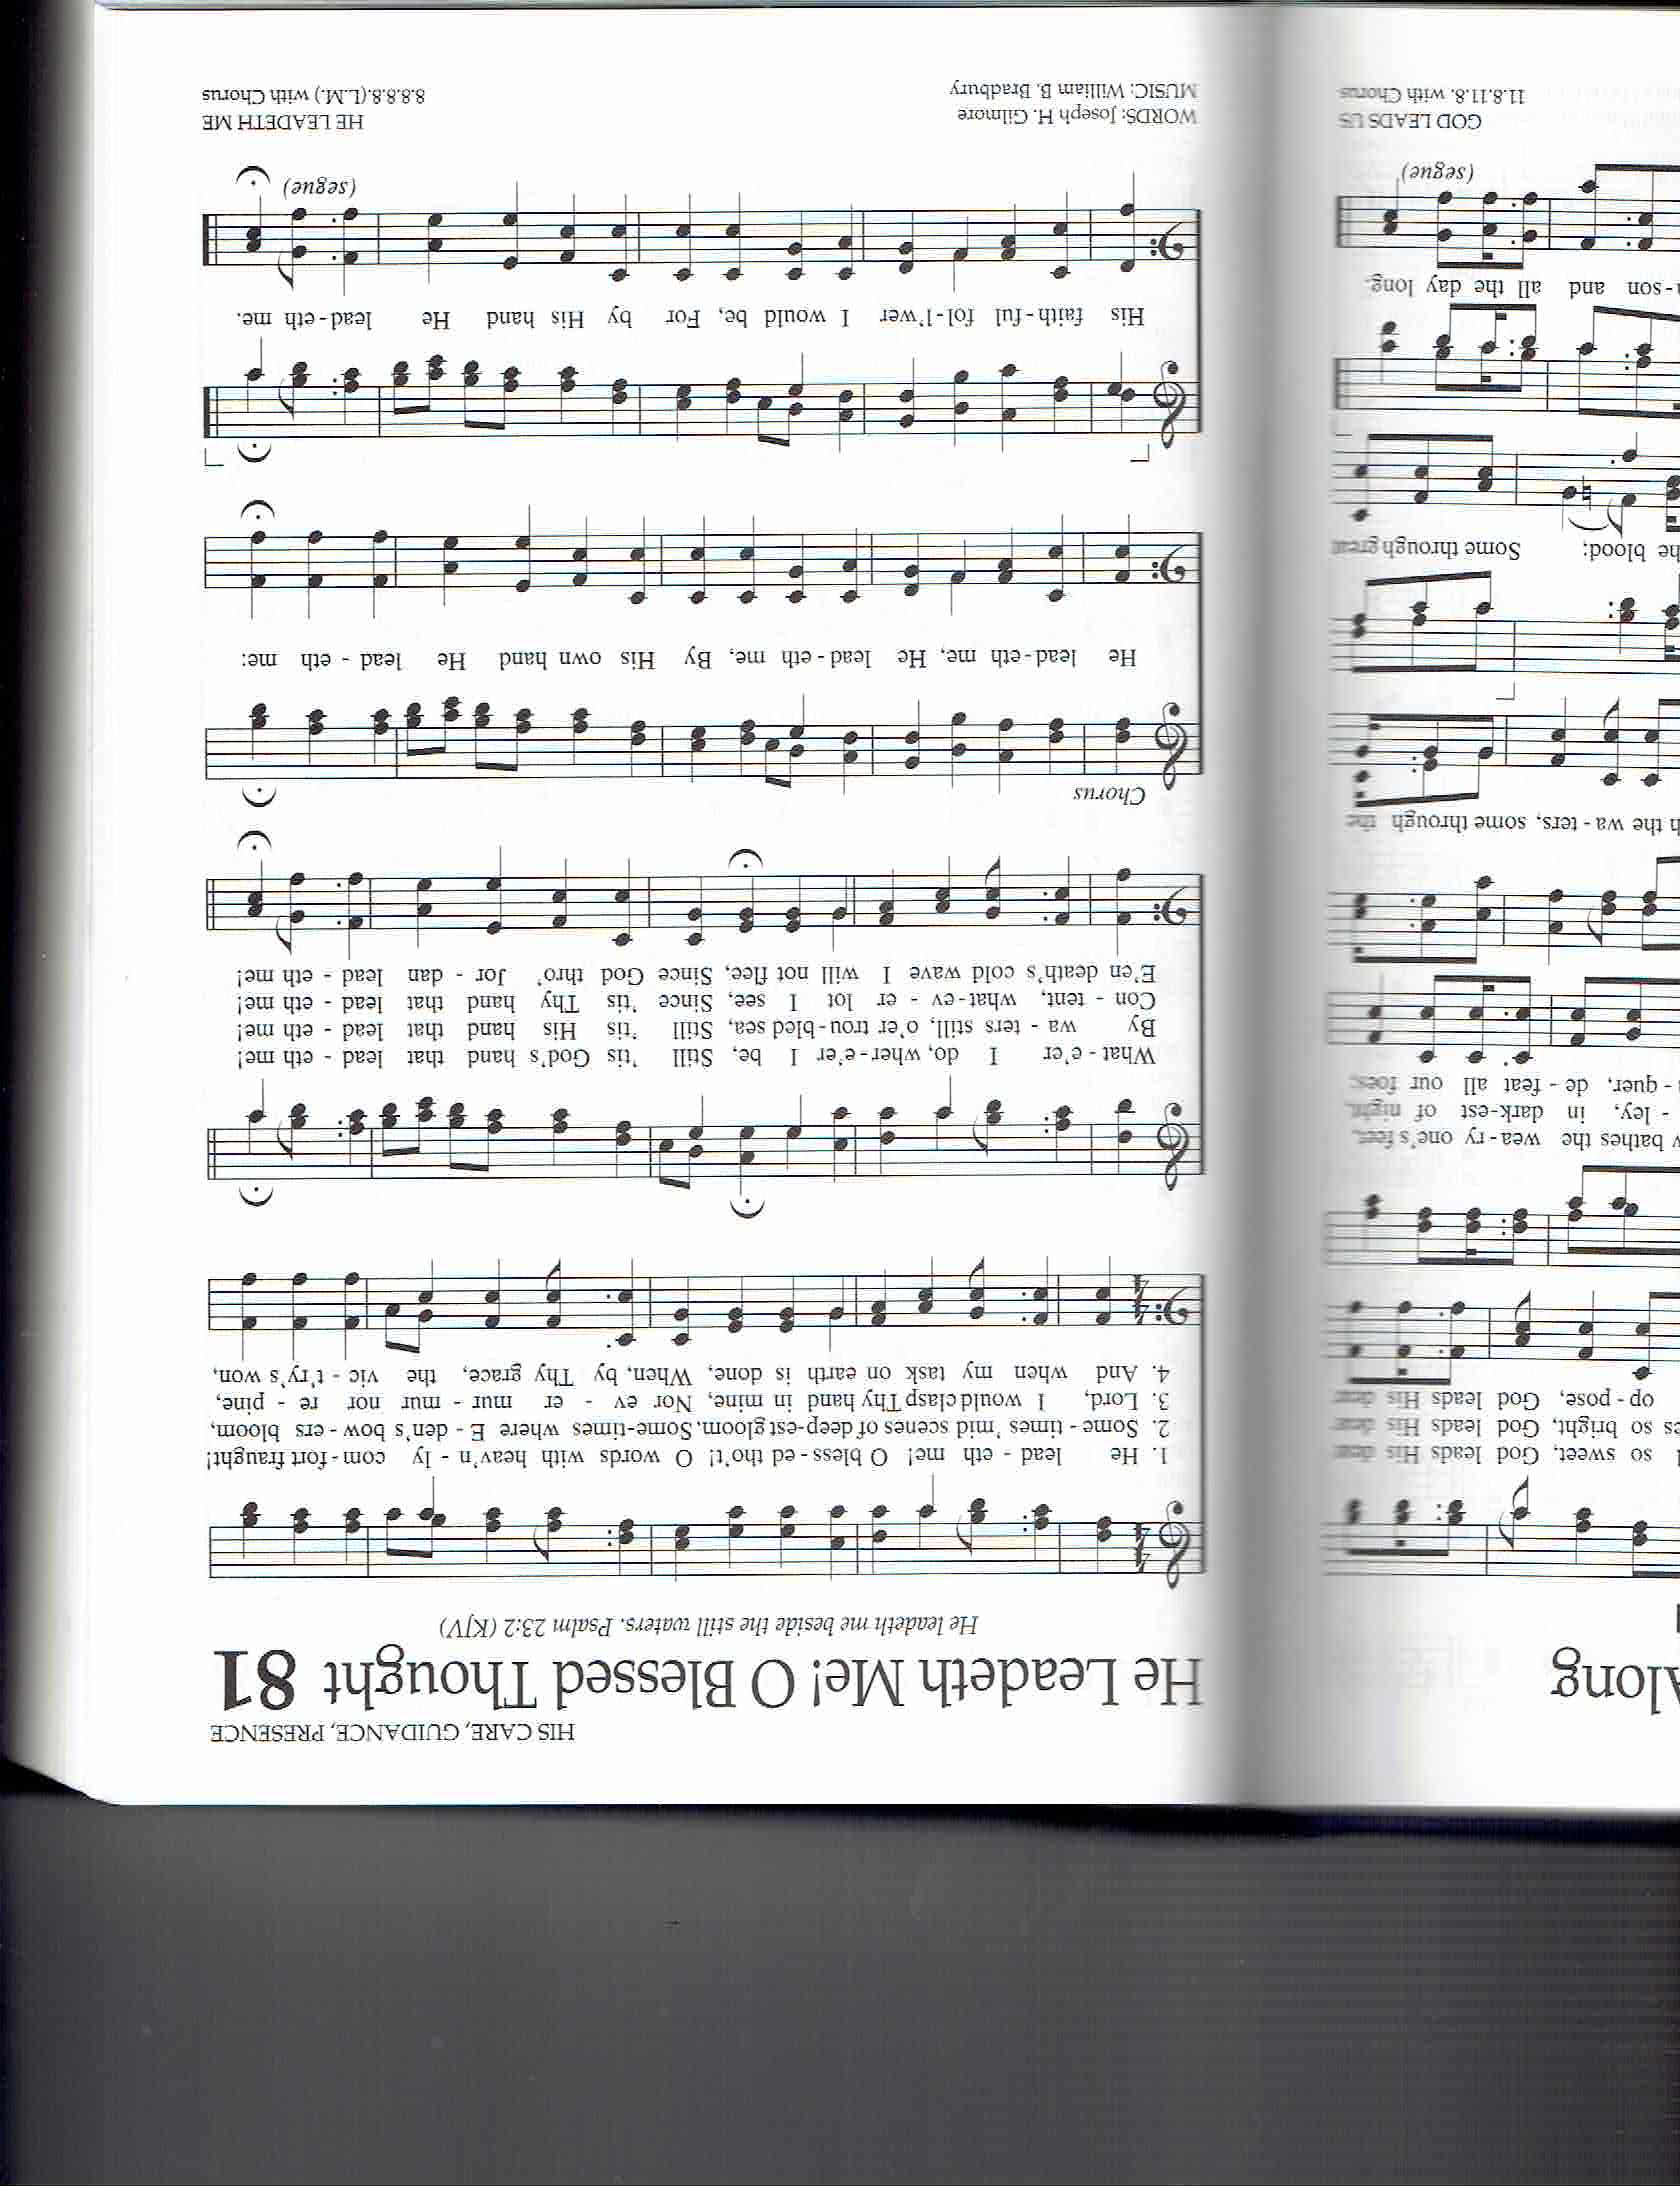 HIS CARE, GUIDANCE, PRESENCE
He Leadeth Me! O Blessed Thought 81
He leadeth me beside the still waters. Psalm 23:2 (KJV)
1. He lead - eth me! O bless - ed tho't! O words with heav'n - ly com - fort fraught!
2. Some - times 'mid scenes of deep-est gloom, Some-times where E - den's bow - ers bloom,
3. Lord, I would clasp Thy hand in mine, Nor ev - er mur - mur nor re - pine,
4. And when my task on earth is done, When, by Thy grace, the vic - t'ry's won,
What - e'er I do, wher - e'er I be, Still 'tis God's hand that lead - eth me!
By wa - ters still, o'er trou - bled sea, Still 'tis His hand that lead - eth me!
Con - tent, what - ev - er lot I see, Since 'tis Thy hand that lead - eth me!
E'en death's cold wave I will not flee, Since God thro' Jor - dan lead - eth me!
Chorus
He lead - eth me, He lead - eth me, By His own hand He lead - eth me:
His faith - ful fol - l'wer I would be, For by His hand He lead - eth me.
(segue)
WORDS: Joseph H. Gilmore
MUSIC: William B. Bradbury
HE LEADETH ME
8.8.8.8.(L.M.) with Chorus
Along
so sweet, God leads His dear
so bright, God leads His dear
op - pose, God leads His dear
bathes the wea - ry one's feet,
- ley, in dark-est of night,
- quer, de - feat all our foes;
the wa - ters, some through the
blood; Some through great
- son and all the day long.
(segue)
GOD LEADS US
11.8.11.8. with Chorus